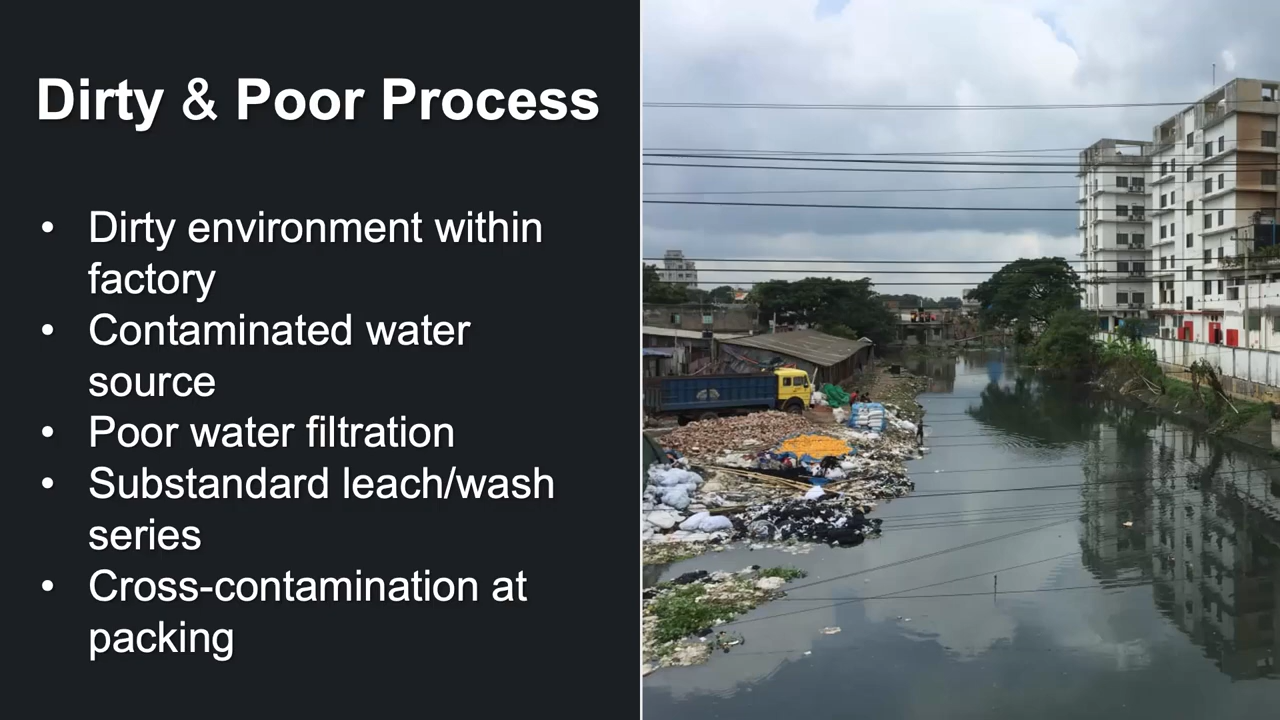 Dirty & Poor Process
• Dirty environment within
factory
• Contaminated water
source
• Poor water filtration
• Substandard leach/wash
series
• Cross-contamination at
packing